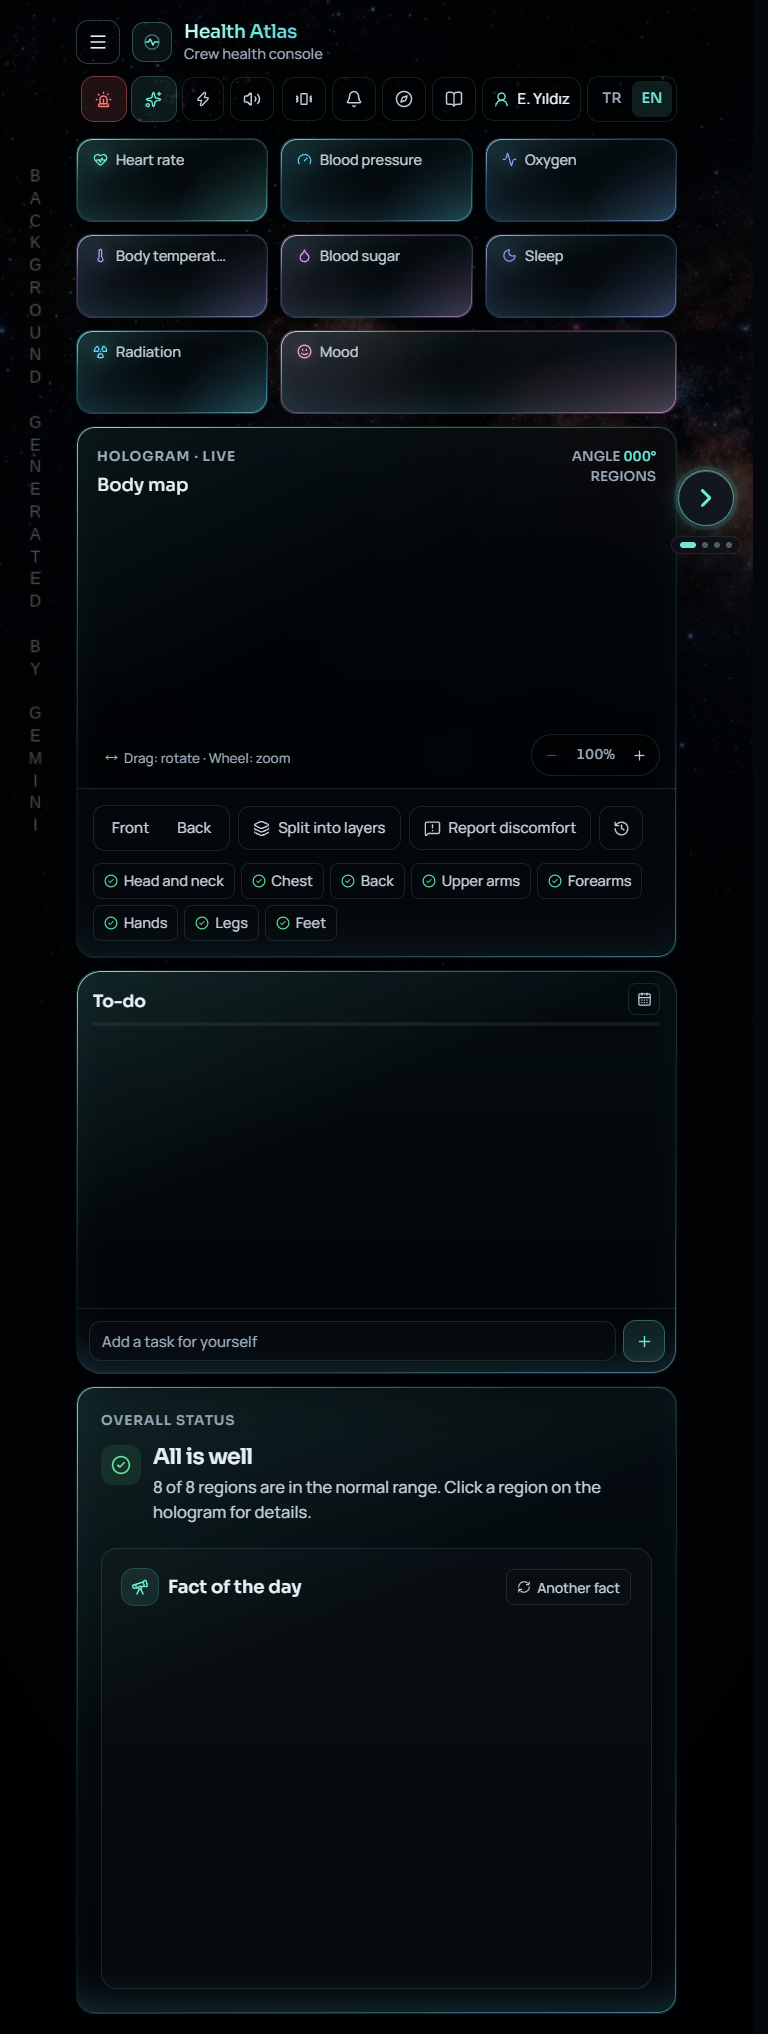 Health Atlas
Crew health console
E. Yıldız
TR
EN
Heart rate
Blood pressure
Oxygen
Body temperat...
Blood sugar
Sleep
Radiation
Mood
HOLOGRAM · LIVE
ANGLE 000°
REGIONS
Body map
Drag: rotate · Wheel: zoom
100%
Front
Back
Split into layers
Report discomfort
Head and neck
Chest
Back
Upper arms
Forearms
Hands
Legs
Feet
To-do
Add a task for yourself
OVERALL STATUS
All is well
8 of 8 regions are in the normal range. Click a region on the
hologram for details.
Fact of the day
Another fact
BACKGROUND GENERATED BY GEMINI